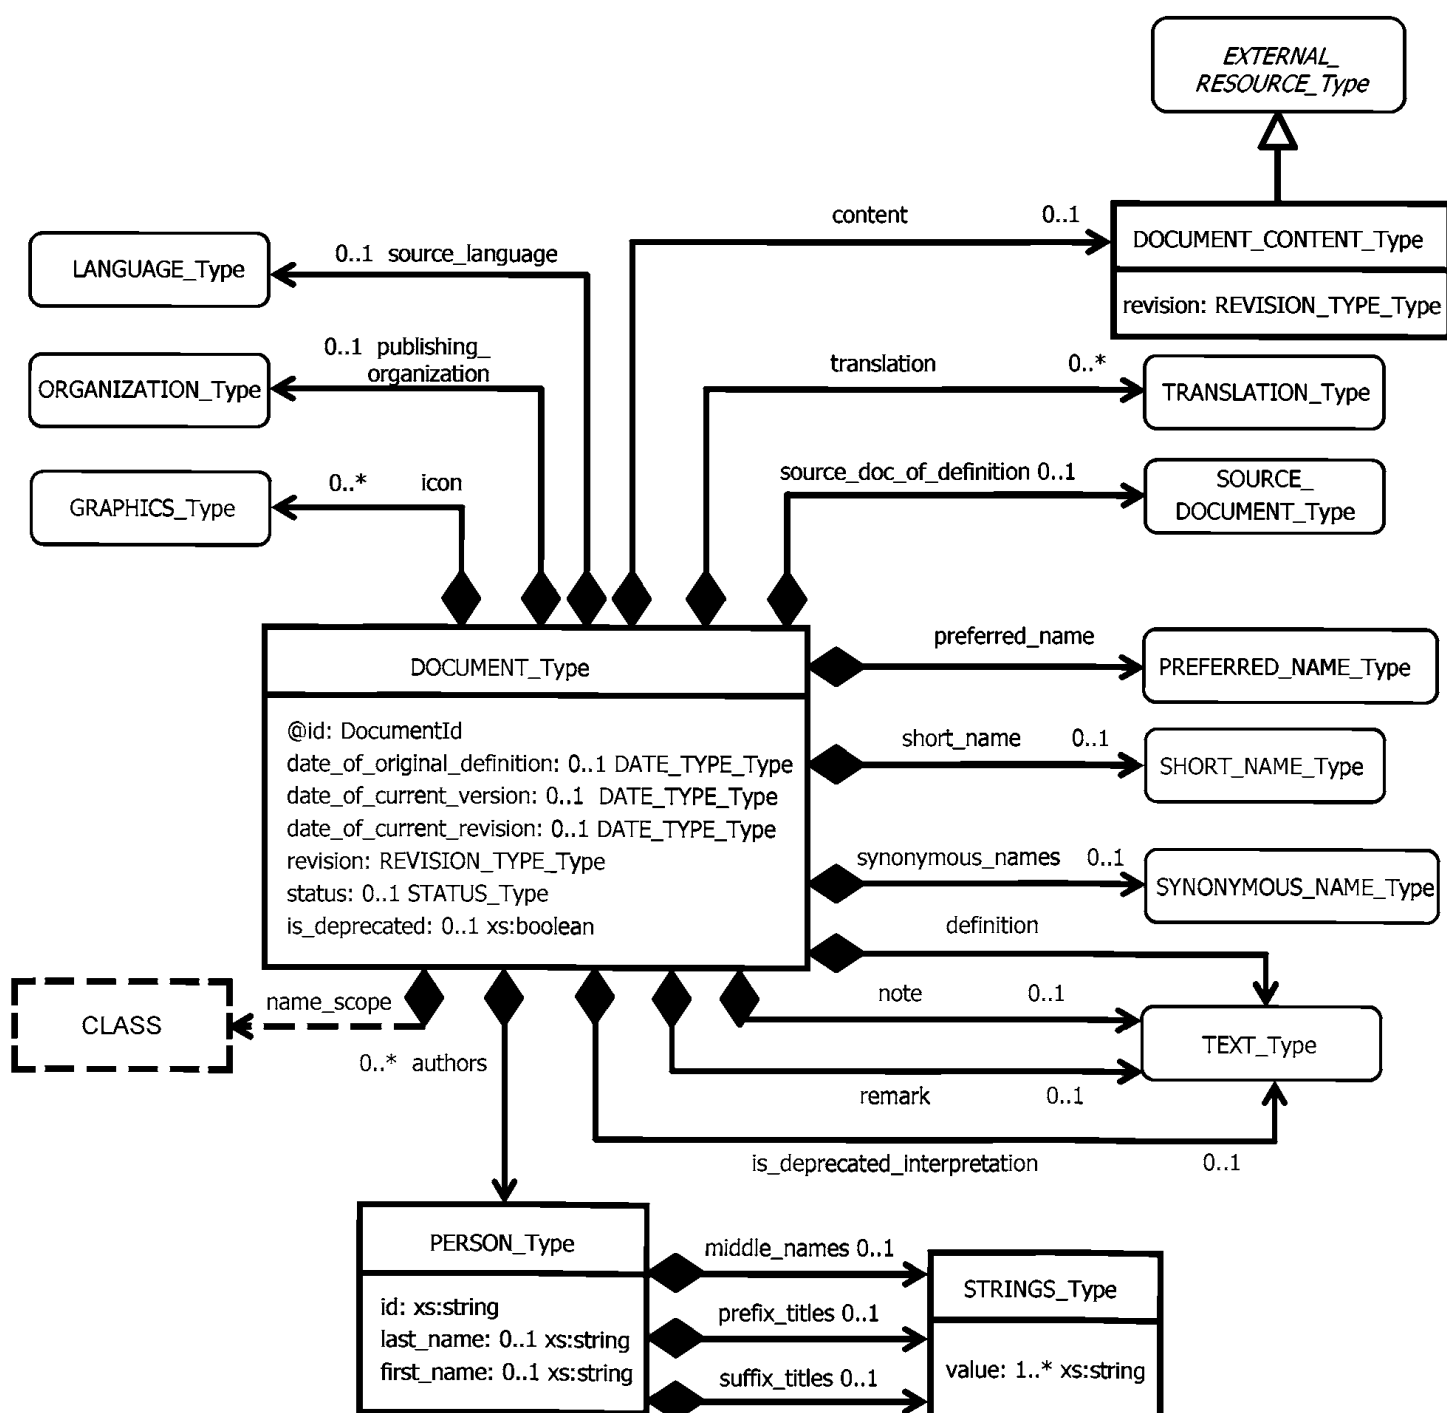 EXTERNAL_
RESOURCE_Type
content 0..1
DOCUMENT_CONTENT_Type
revision: REVISION_TYPE_Type
LANGUAGE_Type
0..1 source_language
ORGANIZATION_Type
0..1 publishing_
organization
translation 0..*
TRANSLATION_Type
GRAPHICS_Type
0..* icon
source_doc_of_definition 0..1
SOURCE_
DOCUMENT_Type
DOCUMENT_Type
@id: DocumentId
date_of_original_definition: 0..1 DATE_TYPE_Type
date_of_current_version: 0..1 DATE_TYPE_Type
date_of_current_revision: 0..1 DATE_TYPE_Type
revision: REVISION_TYPE_Type
status: 0..1 STATUS_Type
is_deprecated: 0..1 xs:boolean
preferred_name
PREFERRED_NAME_Type
short_name 0..1
SHORT_NAME_Type
synonymous_names 0..1
SYNONYMOUS_NAME_Type
definition
note 0..1
TEXT_Type
remark 0..1
is_deprecated_interpretation 0..1
CLASS
name_scope
0..* authors
PERSON_Type
id: xs:string
last_name: 0..1 xs:string
first_name: 0..1 xs:string
middle_names 0..1
prefix_titles 0..1
suffix_titles 0..1
STRINGS_Type
value: 1..* xs:string